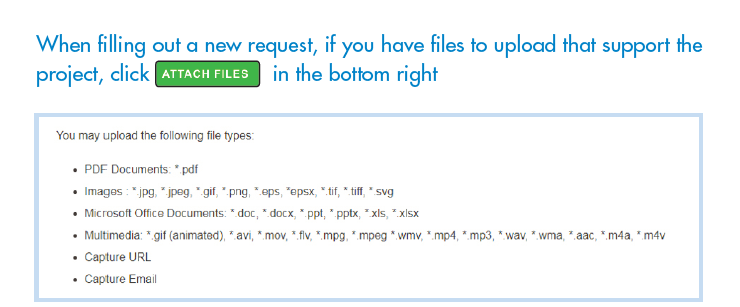 When filling out a new request, if you have files to upload that support the
project, click ATTACH FILES in the bottom right
You may upload the following file types:
• PDF Documents: *.pdf
• Images : *.jpg, *.jpeg, *.gif, *.png, *.eps, *epsx, *.tif, *.tiff, *.svg
• Microsoft Office Documents: *.doc, *.docx, *.ppt, *.pptx, *.xls, *.xlsx
• Multimedia: *.gif (animated), *.avi, *.mov, *.flv, *.mpg, *.mpeg *.wmv, *.mp4, *.mp3, *.wav, *.wma, *.aac, *.m4a, *.m4v
• Capture URL
• Capture Email